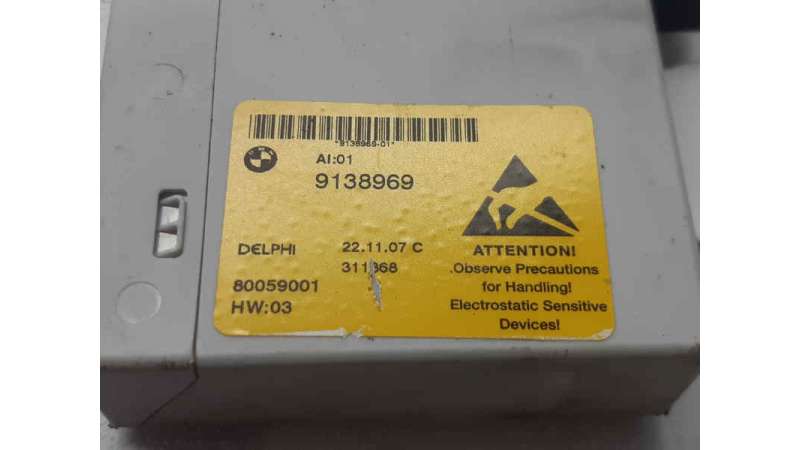 *9138969-01*
AI:01
9138969
DELPHI 22.11.07 C
80059001
HW:03
ATTENTION!
Observe Precautions
for Handling!
Electrostatic Sensitive
Devices!